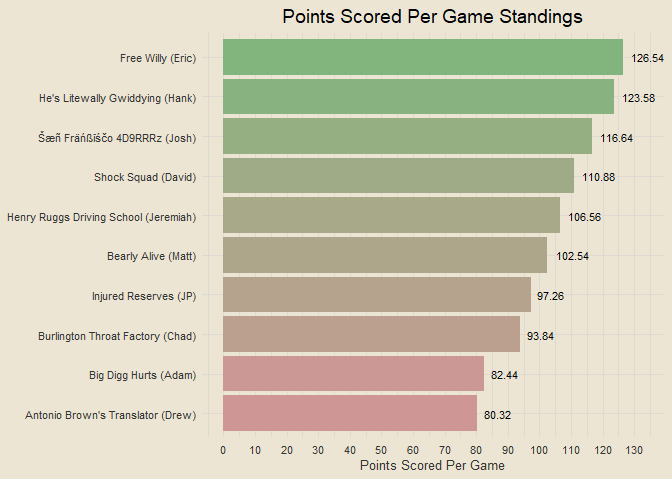 Points Scored Per Game Standings
Free Willy (Eric) 126.54
He's Litewally Gwiddying (Hank) 123.58
Šæñ Fráńßïščo 4D9RRRz (Josh) 116.64
Shock Squad (David) 110.88
Henry Ruggs Driving School (Jeremiah) 106.56
Bearly Alive (Matt) 102.54
Injured Reserves (JP) 97.26
Burlington Throat Factory (Chad) 93.84
Big Digg Hurts (Adam) 82.44
Antonio Brown's Translator (Drew) 80.32
0 10 20 30 40 50 60 70 80 90 100 110 120 130
Points Scored Per Game